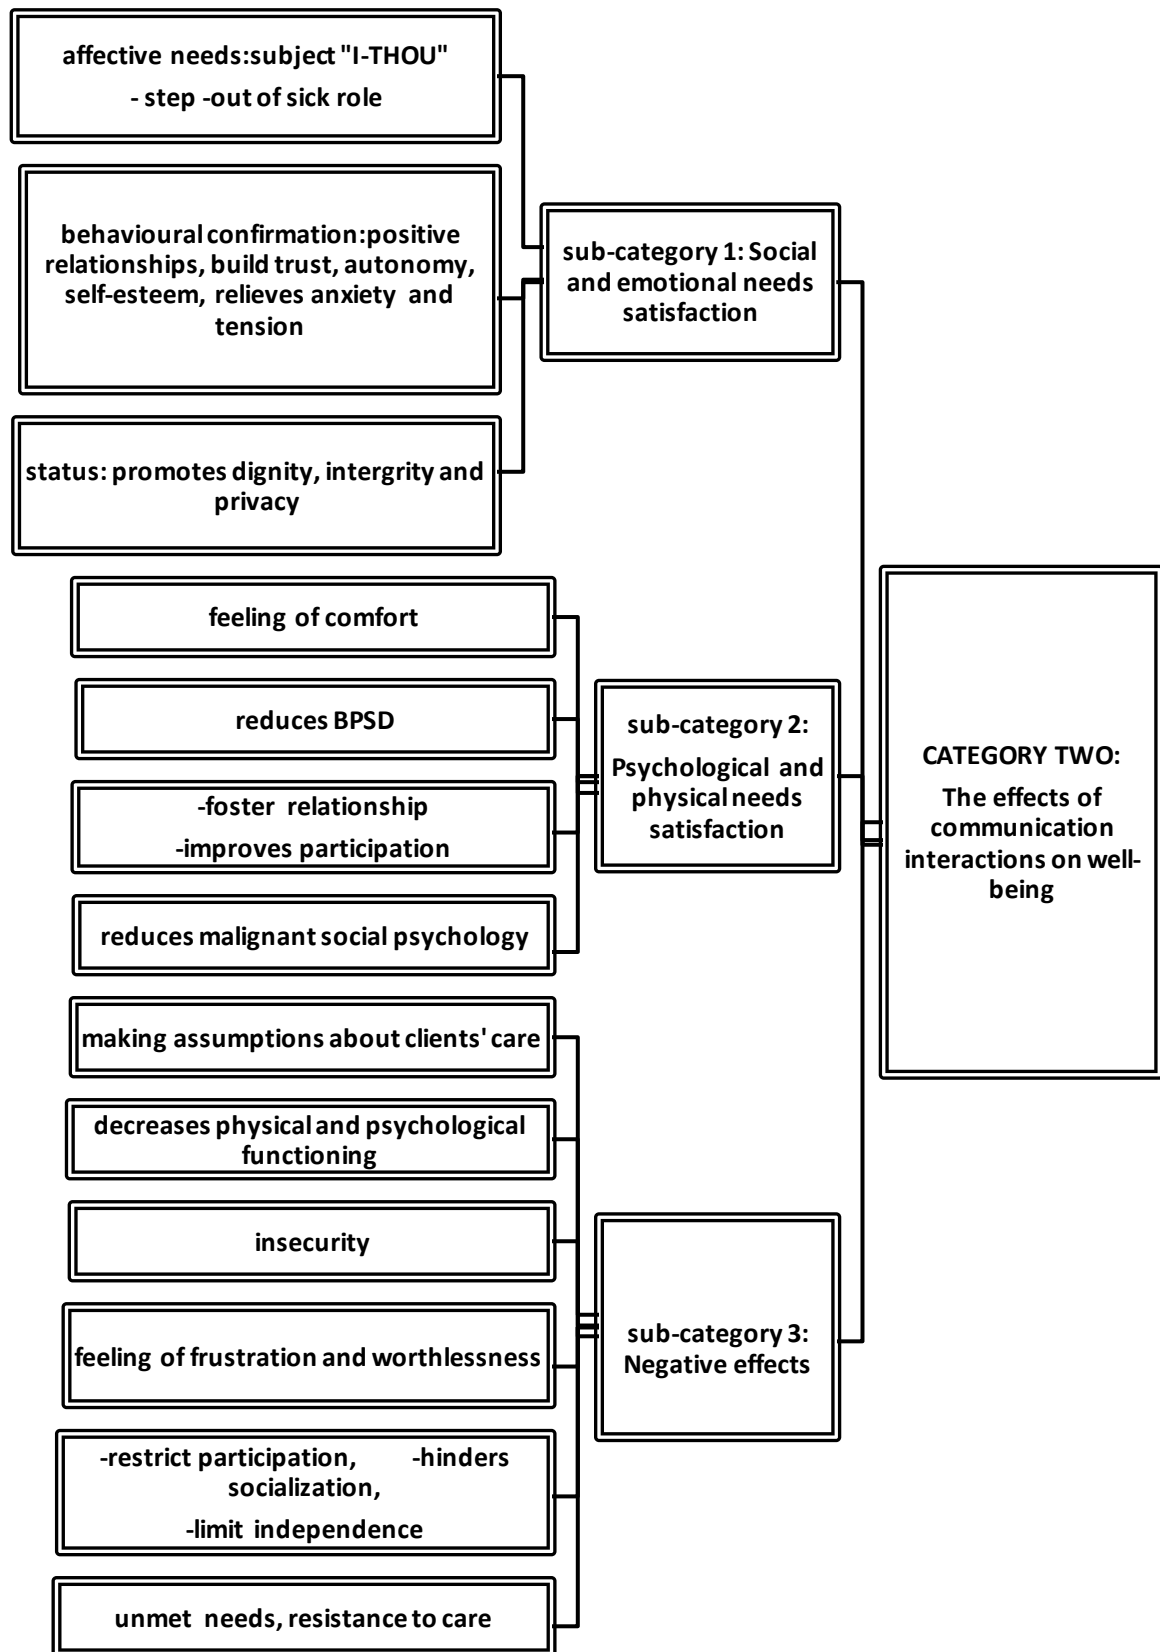 affective needs:subject "I-THOU"
- step -out of sick role
behavioural confirmation:positive
relationships, build trust, autonomy,
self-esteem, relieves anxiety and
tension
status: promotes dignity, intergrity and
privacy
sub-category 1: Social
and emotional needs
satisfaction
feeling of comfort
reduces BPSD
-foster relationship
-improves participation
reduces malignant social psychology
sub-category 2:
Psychological and
physical needs
satisfaction
making assumptions about clients' care
decreases physical and psychological
functioning
insecurity
feeling of frustration and worthlessness
-restrict participation, -hinders
socialization,
-limit independence
unmet needs, resistance to care
sub-category 3:
Negative effects
CATEGORY TWO:
The effects of
communication
interactions on well-
being